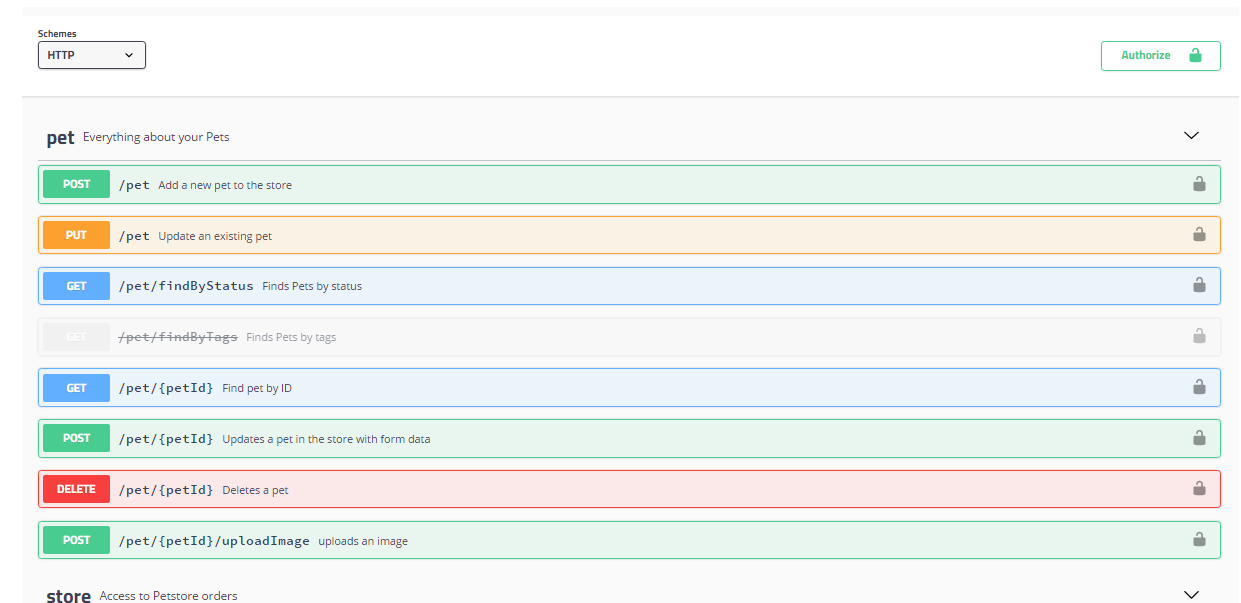 Schemes
HTTP
Authorize
pet Everything about your Pets
POST /pet Add a new pet to the store
PUT /pet Update an existing pet
GET /pet/findByStatus Finds Pets by status
GET /pet/findByTags Finds Pets by tags
GET /pet/{petId} Find pet by ID
POST /pet/{petId} Updates a pet in the store with form data
DELETE /pet/{petId} Deletes a pet
POST /pet/{petId}/uploadImage uploads an image
store Access to Petstore orders